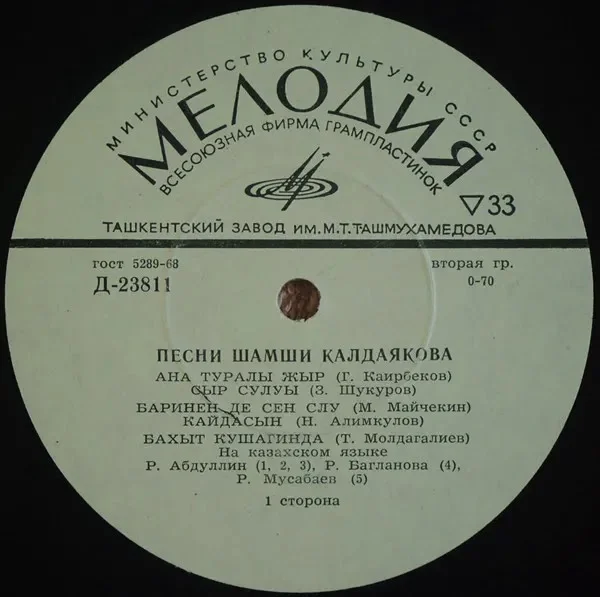 МИНИСТЕРСТВО КУЛЬТУРЫ СССР
МЕЛОДИЯ
ВСЕСОЮЗНАЯ ФИРМА ГРАМПЛАСТИНОК
▽33
ТАШКЕНТСКИЙ ЗАВОД ИМ. М.Т.ТАШМУХАМЕДОВА
гост 5289-68 вторая гр.
Д-23811 0-70
ПЕСНИ ШАМШИ ҚАЛДАЯҚОВА
АНА ТУРАЛЫ ЖЫР (Г. Каирбеков)
СЫР СУЛУЫ (З. Шукуров)
БАРИНЕН ДЕ СЕН СЛУ (М. Майчекин)
КАЙДАСЫН (Н. Алимкулов)
БАХЫТ КУШАГИНДА (Т. Молдагалиев)
На казахском языке
Р. Абдуллин (1, 2, 3), Р. Багланова (4),
Р. Мусабаев (5)
1 сторона